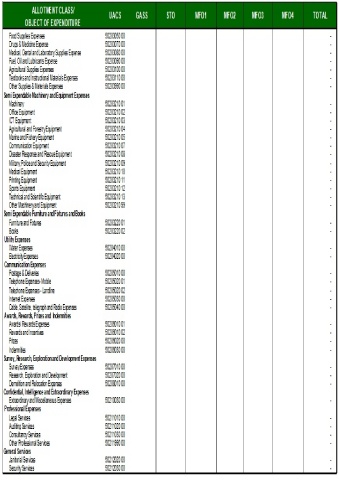 ALLOTMENT CLASS/ OBJECT OF EXPENDITURE UACS GASS STO MFO1 MFO2 MFO3 MFO4 TOTAL
Food Supplies Expenses 50203050 00 -
Drugs & Medicine Expense 50203070 00 -
Medical, Dental and Laboratory Supplies Expense 50203080 00 -
Fuel, Oil and Lubricants Expense 50203090 00 -
Agricultural Supplies Expenses 50203100 00 -
Textbooks and Instructional Materials Expenses 50203110 00 -
Other Supplies & Materials Expenses 50203990 00 -
Semi Expendable Machinery and Equipment Expenses
Machinery 50203210 01 -
Office Equipment 50203210 02 -
ICT Equipment 50203210 03 -
Agricultural and Forestry Equipment 50203210 04 -
Marine and Fishery Equipment 50203210 05 -
Communication Equipment 50203210 07 -
Disaster Response and Rescue Equipment 50203210 08 -
Military, Police and Security Equipment 50203210 09 -
Medical Equipment 50203210 10 -
Printing Equipment 50203210 11 -
Sports Equipment 50203210 12 -
Technical and Scientific Equipment 50203210 13 -
Other Machinery and Equipment 50203210 99 -
Semi Expendable Furniture and Fixtures and Books
Furniture and Fixtures 50203220 01 -
Books 50203220 02 -
Utility Expenses
Water Expenses 50204010 00 -
Electricity Expenses 50204020 00 -
Communication Expenses
Postage & Deliveries 50205010 00 -
Telephone Expenses- Mobile 50205020 01 -
Telephone Expenses - Landline 50205020 02 -
Internet Expenses 50205030 00 -
Cable, Satellite, telegraph and Radio Expenses 50205040 00 -
Awards, Rewards, Prizes and Indemnities
Awards/ Rewards Expenses 50206010 01 -
Rewards and Incentives 50206010 02 -
Prizes 50206020 00 -
Indemnities 50206030 00 -
Survey, Research, Exploration and Development Expenses
Survey Expenses 50207010 00 -
Research, Exploration and Development 50207020 00 -
Demolition and Relocation Expenses 50208010 00 -
Confidential, Intelligence and Extraordinary Expenses
Extraordinary and Miscellaneous Expenses 50210030 00 -
Professional Expenses
Legal Services 50211010 00 -
Auditing Services 50211020 00 -
Consultancy Services 50211030 00 -
Other Professional Services 50211990 00 -
General Services
Janitorial Services 50212020 00 -
Security Services 50212030 00 -